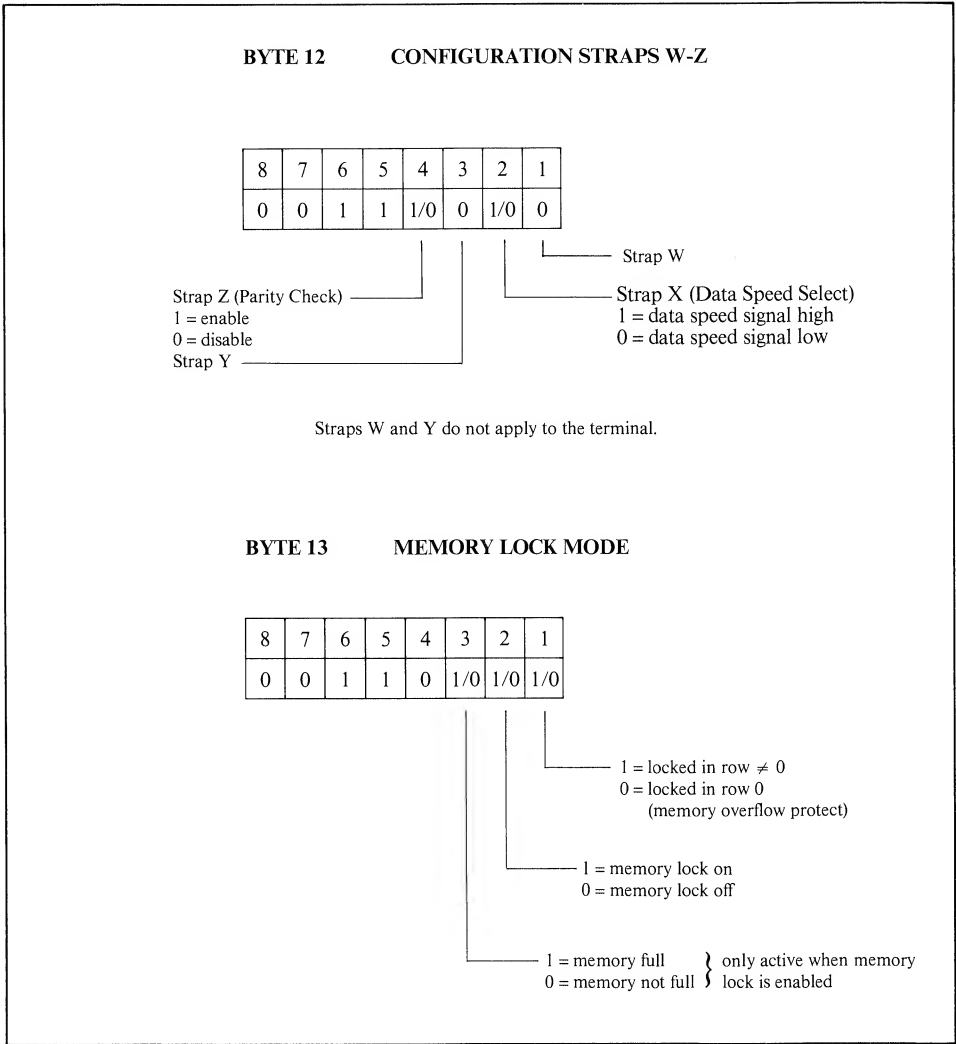 BYTE 12 CONFIGURATION STRAPS W-Z
8 7 6 5 4 3 2 1
0 0 1 1 1/0 0 1/0 0
Strap W
Strap Z (Parity Check)
1 = enable
0 = disable
Strap Y
Strap X (Data Speed Select)
1 = data speed signal high
0 = data speed signal low
Straps W and Y do not apply to the terminal.
BYTE 13 MEMORY LOCK MODE
8 7 6 5 4 3 2 1
0 0 1 1 0 1/0 1/0 1/0
1 = locked in row ≠ 0
0 = locked in row 0
(memory overflow protect)
1 = memory lock on
0 = memory lock off
1 = memory full } only active when memory
0 = memory not full lock is enabled